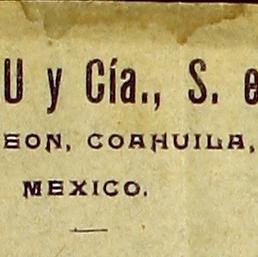 U y Cía., S. e
EON, COAHUILA,
MEXICO.